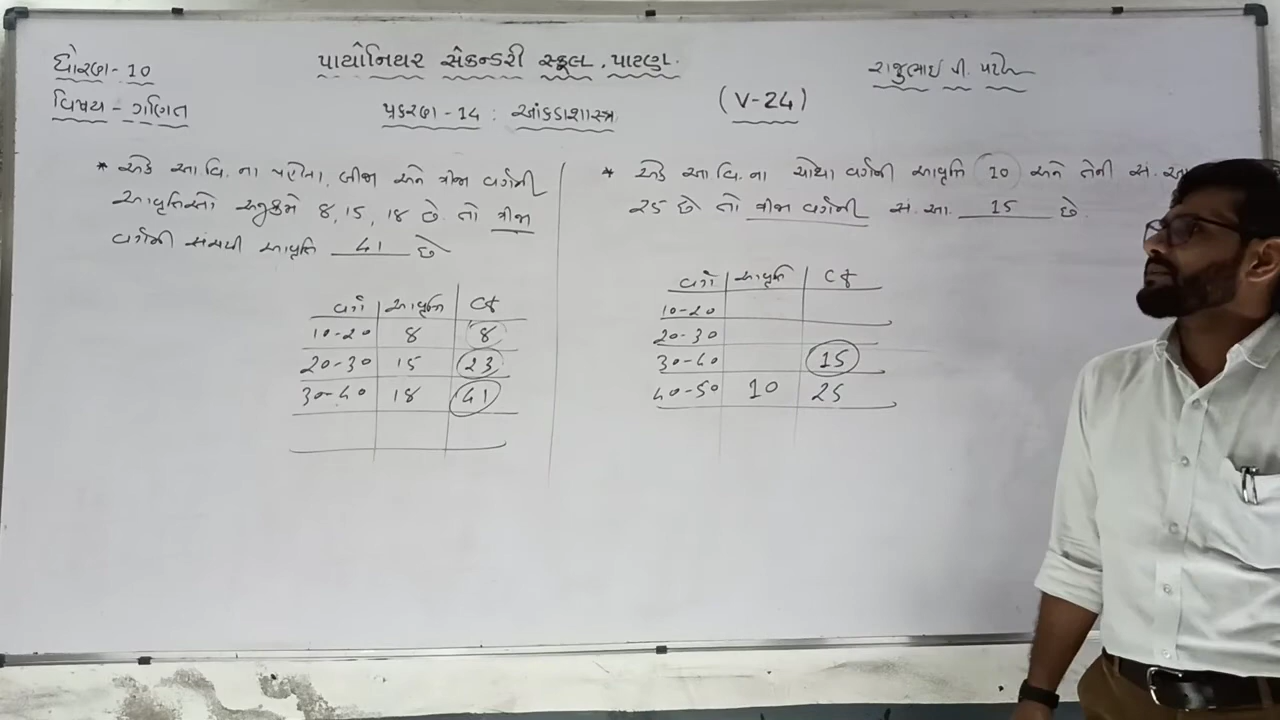 ધોરણ-10
પાયોનિયર સેકન્ડરી સ્કૂલ, પાટણ.
રાજુભાઇ વી. પટેલ
વિષય - ગણિત
પ્રકરણ-14 : આંકડાશાસ્ત્ર
(V-24)
* એક આ.વિ. ના પહેલા, બીજા અને ત્રીજા વર્ગની
આવૃત્તિઓ અનુક્રમે 8, 15, 18 છે. તો ત્રીજા
વર્ગની સંચયી આવૃત્તિ 41 છે
વર્ગ આવૃત્તિ cf
10-20 8 8
20-30 15 23
30-40 18 41
* એક આ.વિ.ના ચોથા વર્ગની આવૃત્તિ 10 અને તેની સં. આ
25 છે તો ત્રીજા વર્ગની સં. આ. 15 છે.
વર્ગ આવૃત્તિ cf
10-20
20-30
30-40 15
40-50 10 25